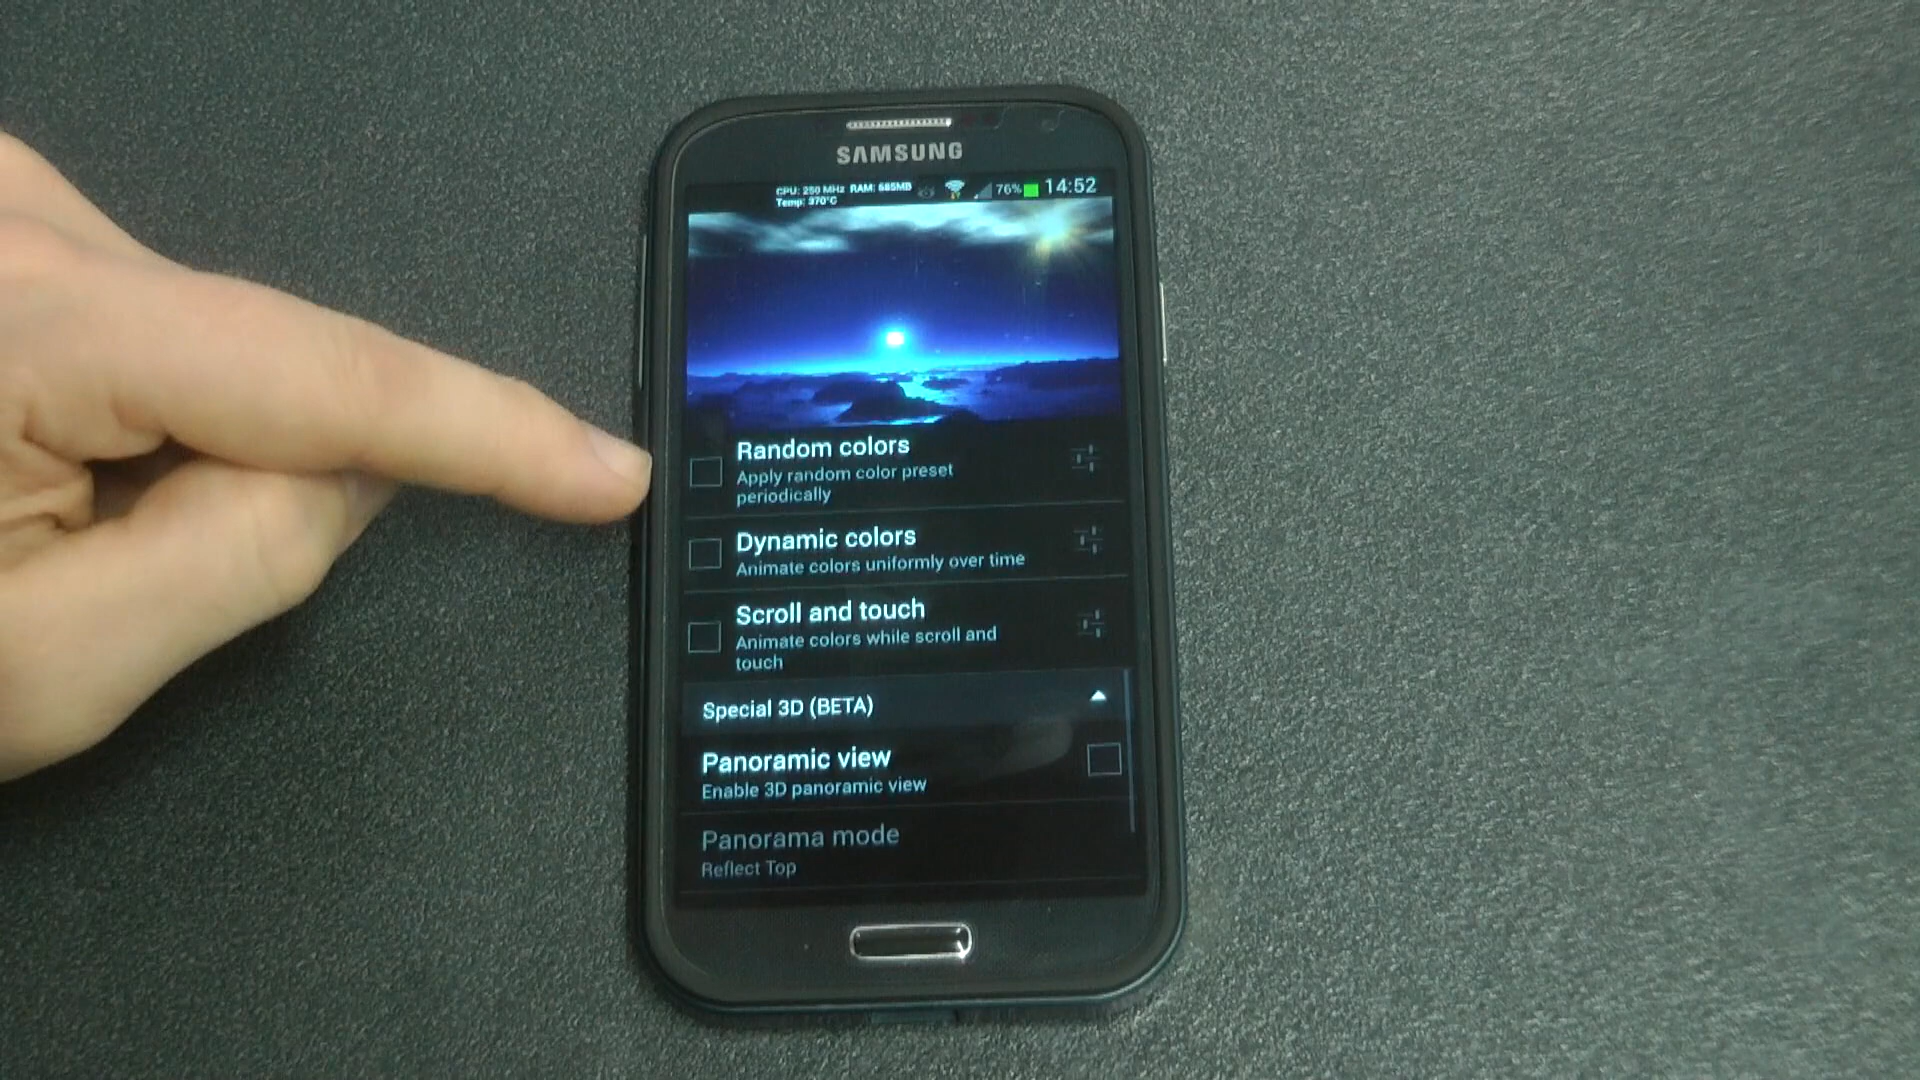 SAMSUNG
CPU: 250 MHz RAM: 685MB 76% 14:52
Temp: 370°C
Random colors
Apply random color preset
periodically
Dynamic colors
Animate colors uniformly over time
Scroll and touch
Animate colors while scroll and
touch
Special 3D (BETA)
Panoramic view
Enable 3D panoramic view
Panorama mode
Reflect Top